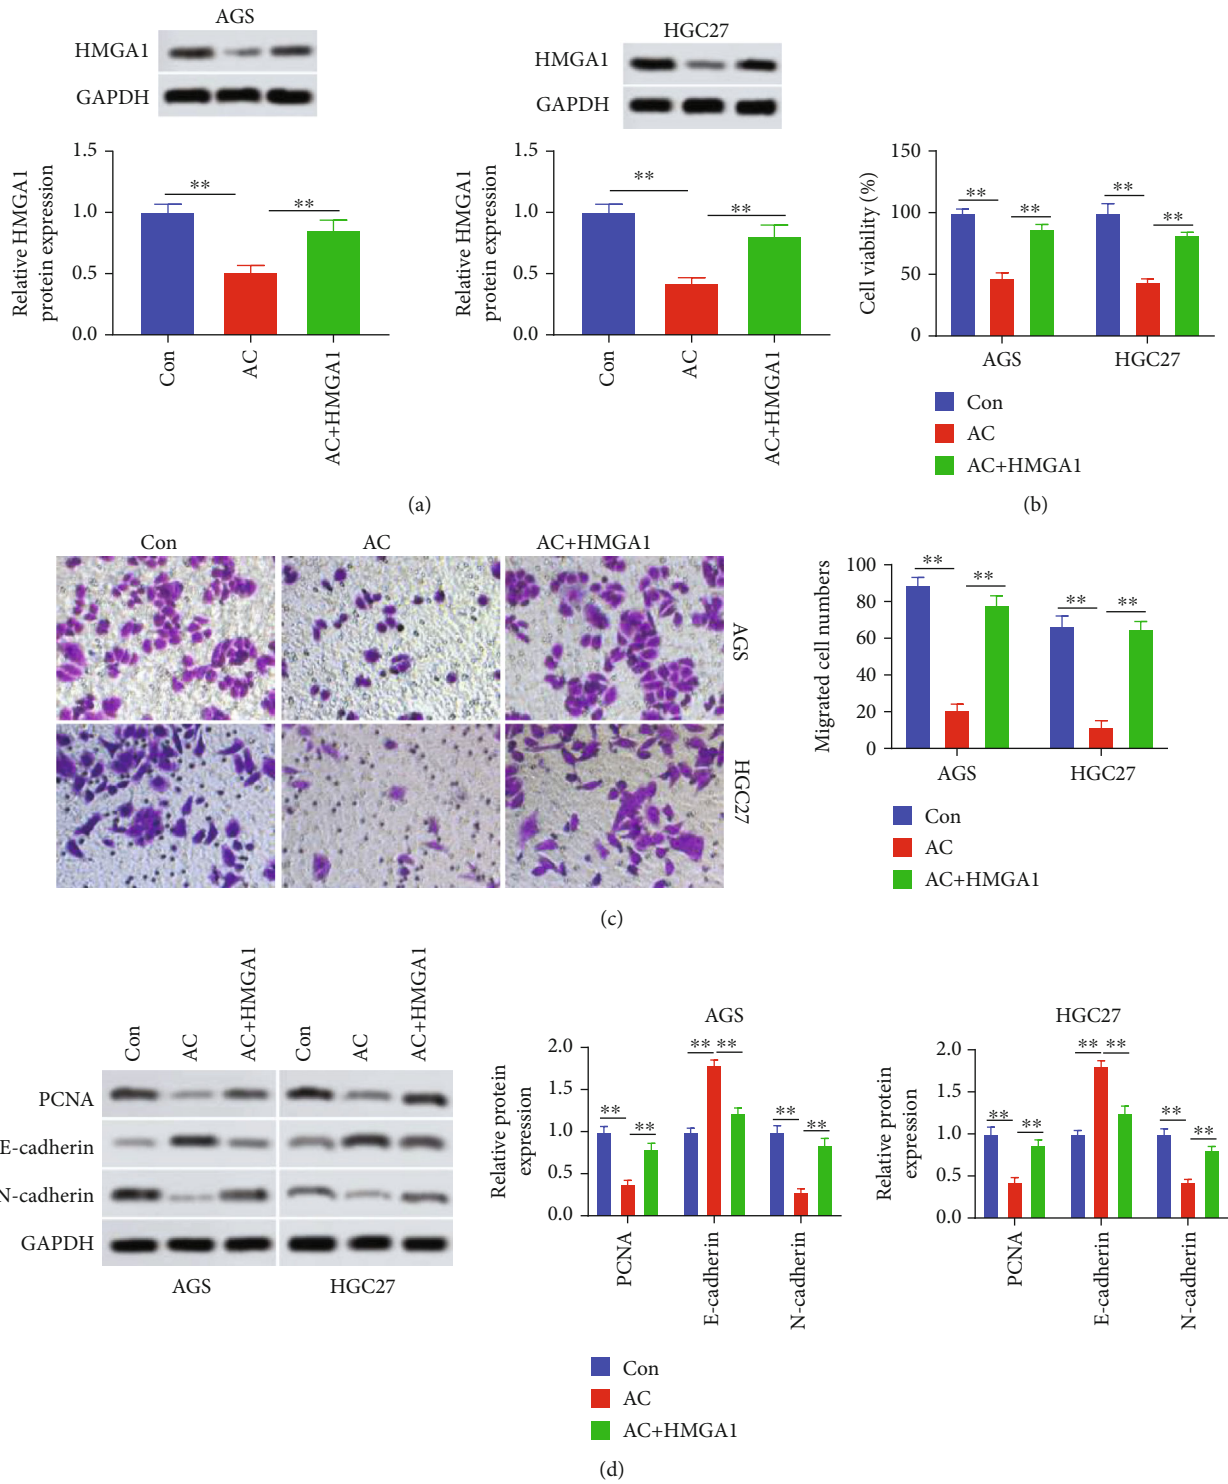 AGS
HMGA1
GAPDH
Relative HMGA1
protein expression
1.5
1.0
0.5
0.0
**
**
Con
AC
AC+HMGA1
HGC27
HMGA1
GAPDH
Relative HMGA1
protein expression
1.5
1.0
0.5
0.0
**
**
Con
AC
AC+HMGA1
(a)
Cell viability (%)
150
100
50
0
**
**
**
**
AGS
HGC27
Con
AC
AC+HMGA1
(b)
Con
AC
AC+HMGA1
AGS
HGC27
Migrated cell numbers
100
80
60
40
20
0
**
**
**
**
AGS
HGC27
Con
AC
AC+HMGA1
(c)
Con
AC
AC+HMGA1
Con
AC
AC+HMGA1
PCNA
E-cadherin
N-cadherin
GAPDH
AGS
HGC27
AGS
Relative protein
expression
2.0
1.5
1.0
0.5
0.0
**
**
**
**
**
**
PCNA
E-cadherin
N-cadherin
HGC27
Relative protein
expression
2.0
1.5
1.0
0.5
0.0
**
**
**
**
**
**
PCNA
E-cadherin
N-cadherin
Con
AC
AC+HMGA1
(d)